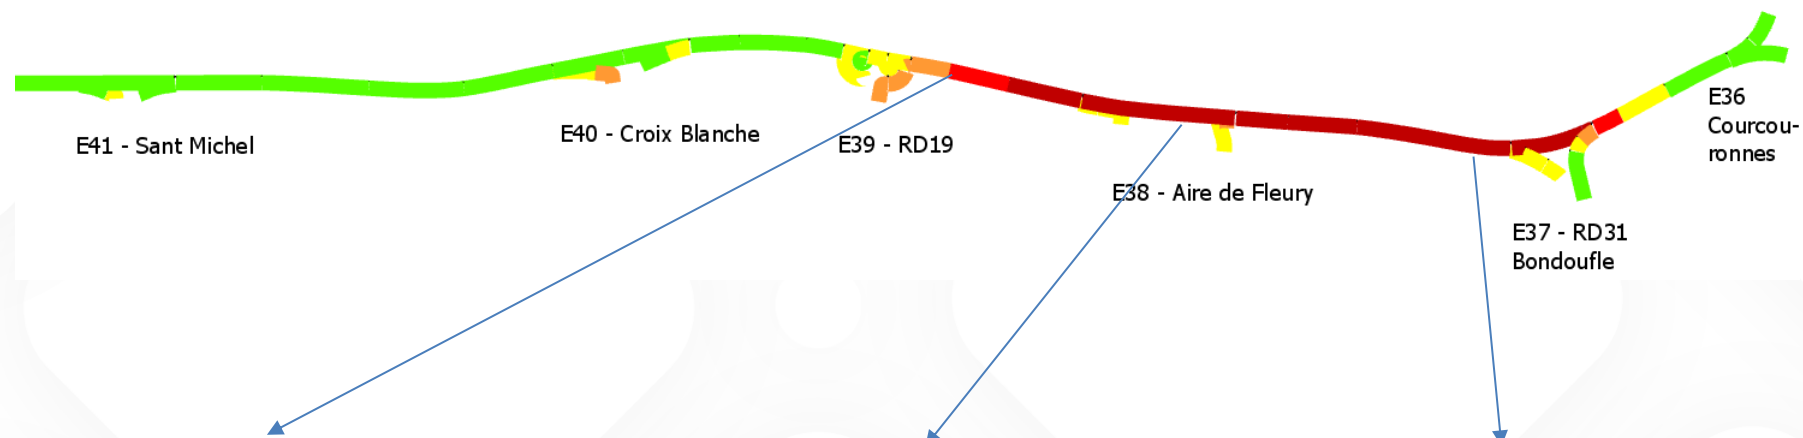 E41 - Sant Michel
E40 - Croix Blanche
E39 - RD19
E38 - Aire de Fleury
E37 - RD31
Bondoufle
E36
Courcou-
ronnes